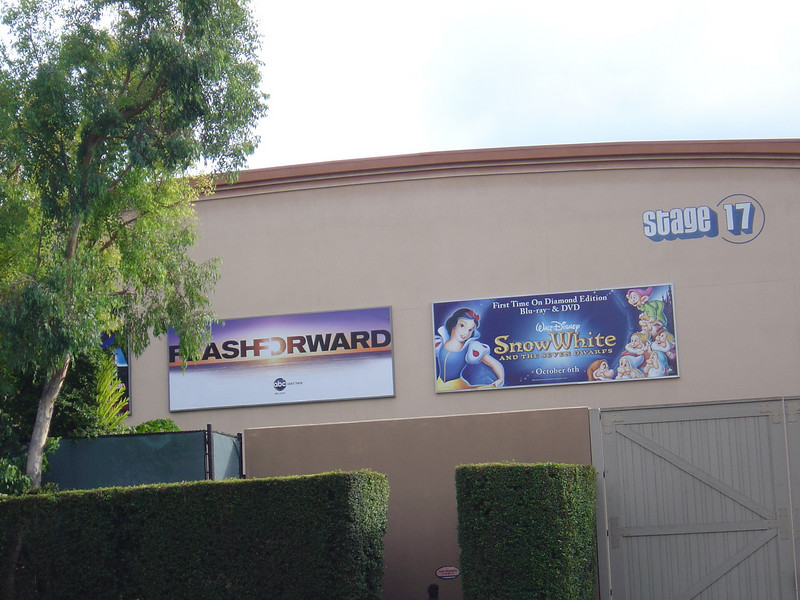 stage 17
FLASHFORWARD
abc
First Time On Diamond Edition
Blu-ray & DVD
Walt Disney
Snow White
AND THE SEVEN DWARFS
October 6th